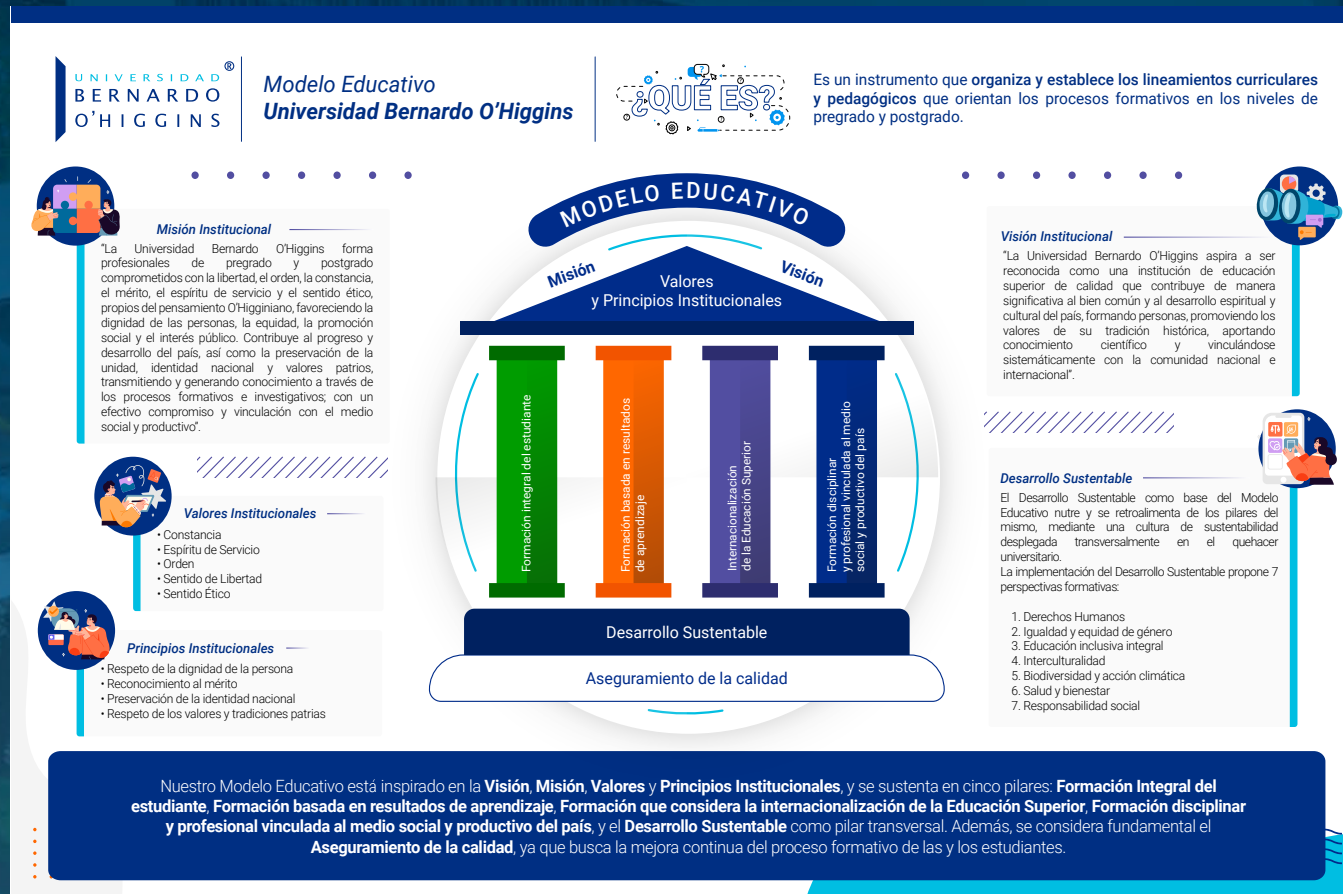 UNIVERSIDAD ®
BERNARDO
O'HIGGINS
Modelo Educativo
Universidad Bernardo O'Higgins
¿QUÉ ES?
?
Es un instrumento que organiza y establece los lineamientos curriculares
y pedagógicos que orientan los procesos formativos en los niveles de
pregrado y postgrado.
Misión Institucional
"La Universidad Bernardo O'Higgins forma
profesionales de pregrado y postgrado
comprometidos con la libertad, el orden, la constancia,
el mérito, el espíritu de servicio y el sentido ético,
propios del pensamiento O'Higginiano, favoreciendo la
dignidad de las personas, la equidad, la promoción
social y el interés público. Contribuye al progreso y
desarrollo del país, así como la preservación de la
unidad, identidad nacional y valores patrios,
transmitiendo y generando conocimiento a través de
los procesos formativos e investigativos; con un
efectivo compromiso y vinculación con el medio
social y productivo".
Valores Institucionales
• Constancia
• Espíritu de Servicio
• Orden
• Sentido de Libertad
• Sentido Ético
Principios Institucionales
• Respeto de la dignidad de la persona
• Reconocimiento al mérito
• Preservación de la identidad nacional
• Respeto de los valores y tradiciones patrias
MODELO EDUCATIVO
Misión
Visión
Valores
y Principios Institucionales
Formación integral del estudiante
Formación basada en resultados
de aprendizaje
Internacionalización
de la Educación Superior
Formación disciplinar
y profesional vinculada al medio
social y productivo del país
Desarrollo Sustentable
Aseguramiento de la calidad
Visión Institucional
"La Universidad Bernardo O'Higgins aspira a ser
reconocida como una institución de educación
superior de calidad que contribuye de manera
significativa al bien común y al desarrollo espiritual y
cultural del país, formando personas, promoviendo los
valores de su tradición histórica, aportando
conocimiento científico y vinculándose
sistemáticamente con la comunidad nacional e
internacional".
Desarrollo Sustentable
El Desarrollo Sustentable como base del Modelo
Educativo nutre y se retroalimenta de los pilares del
mismo, mediante una cultura de sustentabilidad
desplegada transversalmente en el quehacer
universitario.
La implementación del Desarrollo Sustentable propone 7
perspectivas formativas:
1. Derechos Humanos
2. Igualdad y equidad de género
3. Educación inclusiva integral
4. Interculturalidad
5. Biodiversidad y acción climática
6. Salud y bienestar
7. Responsabilidad social
Nuestro Modelo Educativo está inspirado en la Visión, Misión, Valores y Principios Institucionales, y se sustenta en cinco pilares: Formación Integral del
estudiante, Formación basada en resultados de aprendizaje, Formación que considera la internacionalización de la Educación Superior, Formación disciplinar
y profesional vinculada al medio social y productivo del país, y el Desarrollo Sustentable como pilar transversal. Además, se considera fundamental el
Aseguramiento de la calidad, ya que busca la mejora continua del proceso formativo de las y los estudiantes.